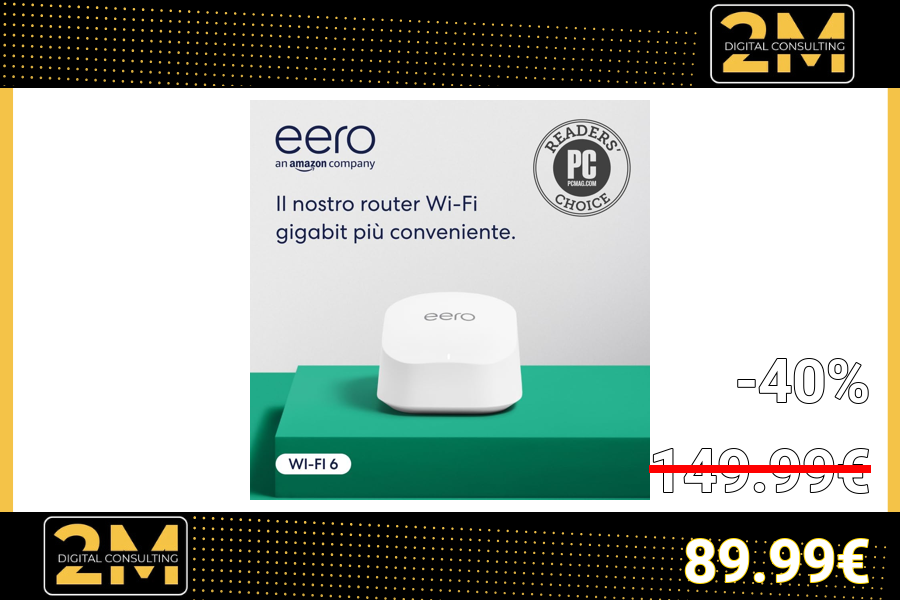 2M
DIGITAL CONSULTING
eero
an amazon company
READERS'
PC
PCMAG.COM
CHOICE
Il nostro router Wi-Fi
gigabit più conveniente.
eero
WI-FI 6
-40%
149.99€
2M
DIGITAL CONSULTING
89.99€